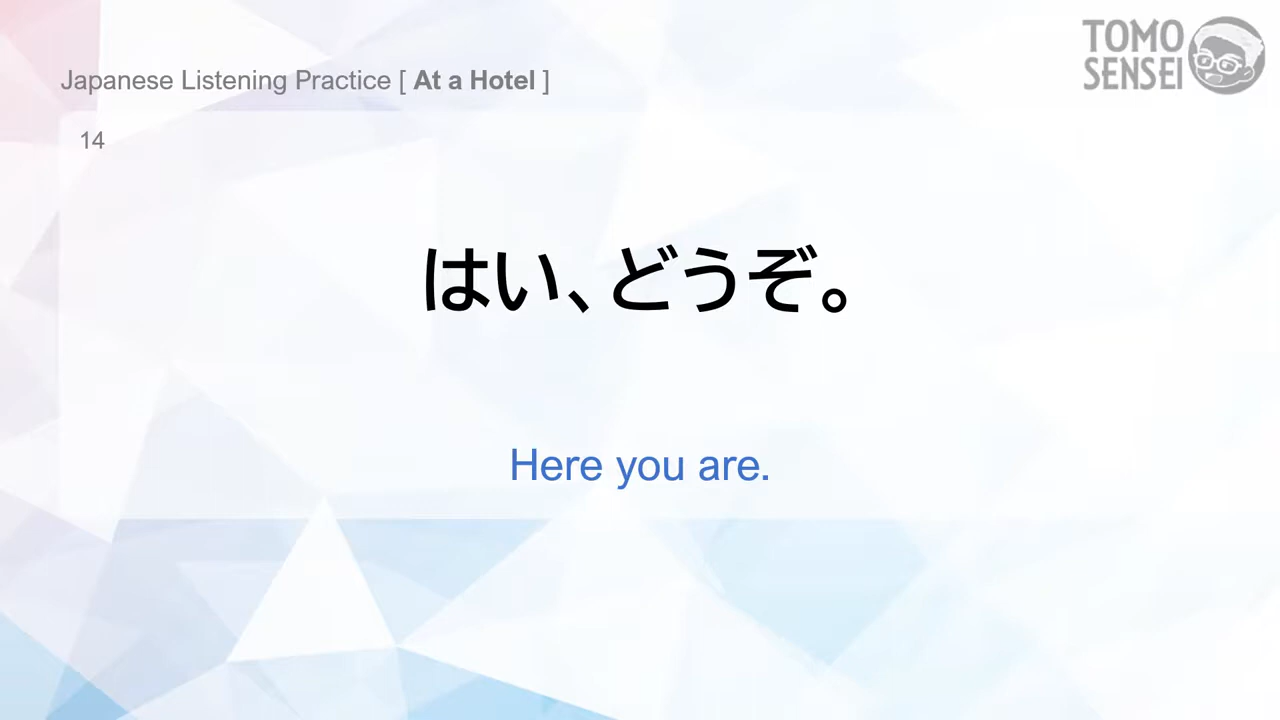 Japanese Listening Practice [ At a Hotel ]
TOMO
SENSEI
14
はい、どうぞ。
Here you are.